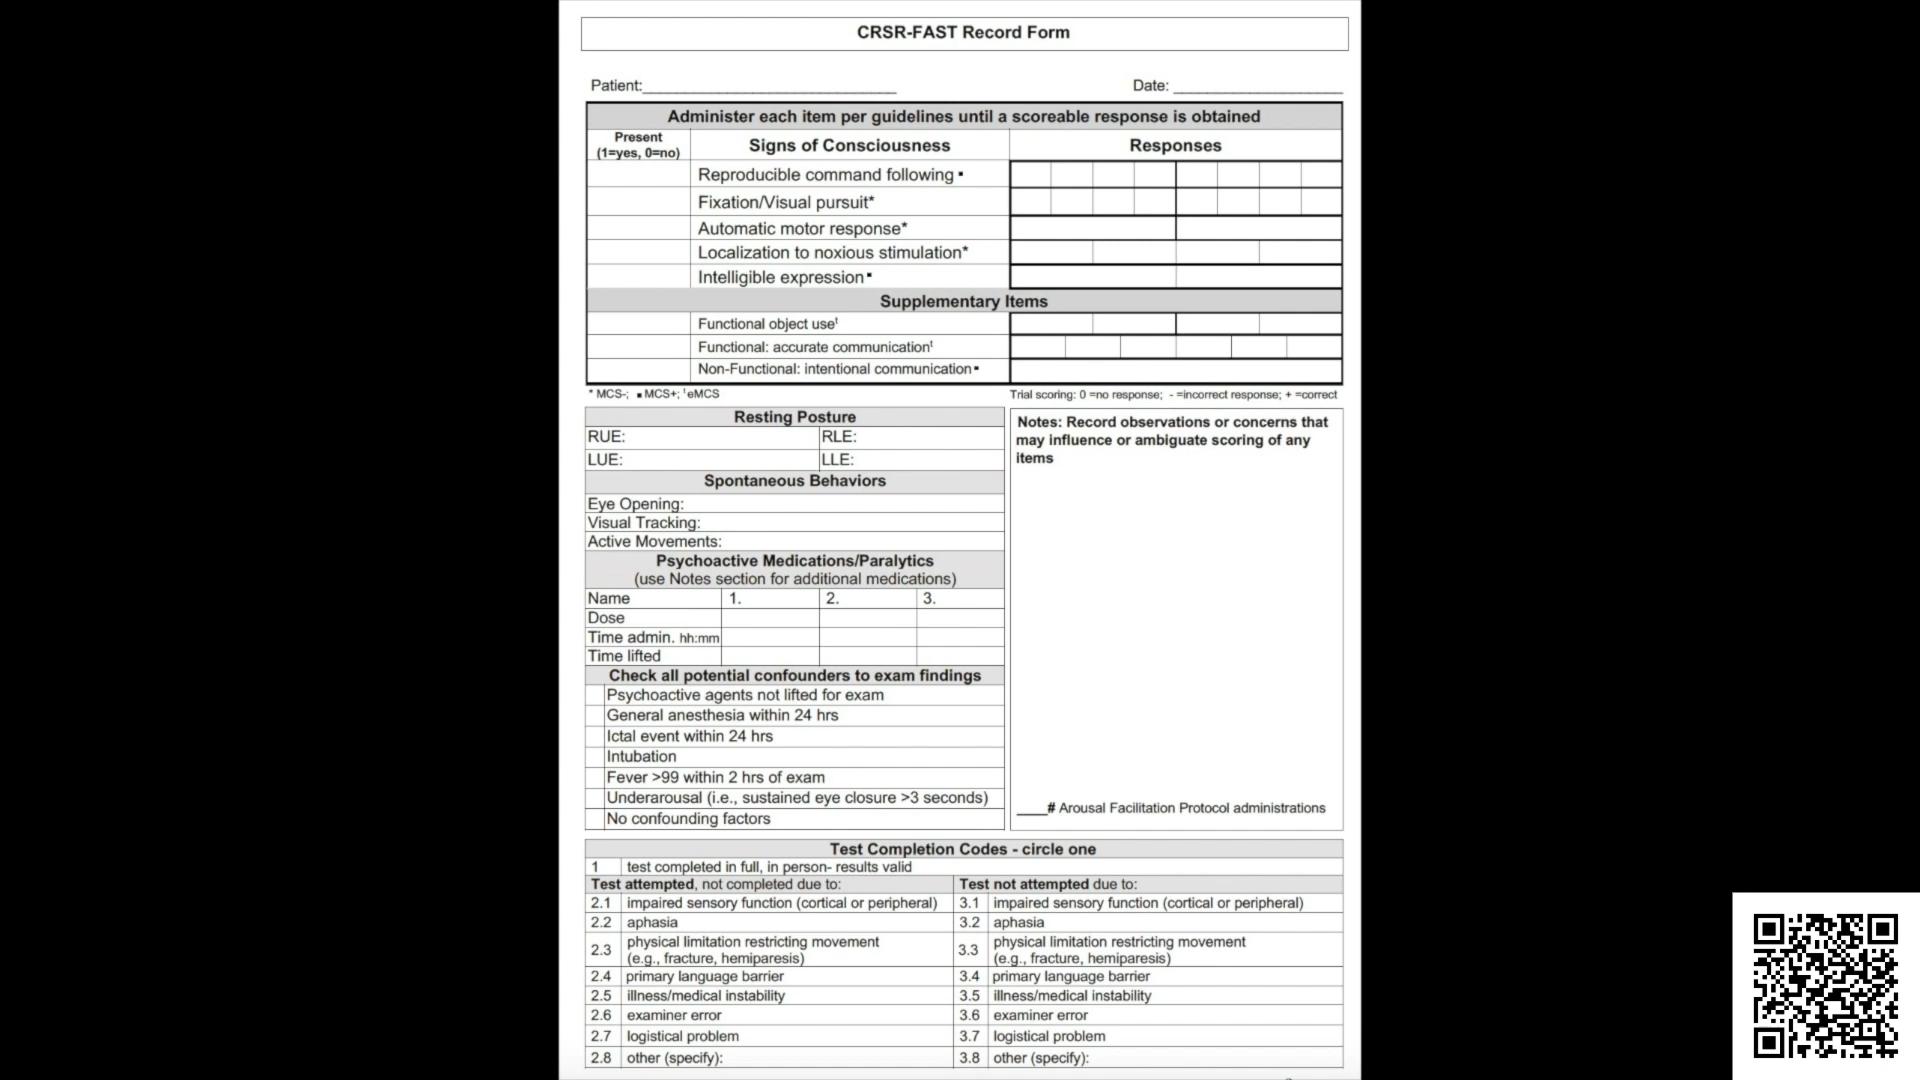 CRSR-FAST Record Form
Patient: Date:
Administer each item per guidelines until a scoreable response is obtained
Present (1=yes, 0=no) Signs of Consciousness Responses
Reproducible command following ▪
Fixation/Visual pursuit*
Automatic motor response*
Localization to noxious stimulation*
Intelligible expression ▪
Supplementary Items
Functional object use^t
Functional: accurate communication^t
Non-Functional: intentional communication ▪
* MCS-; ▪ MCS+; ^t eMCS
Trial scoring: 0 =no response; - =incorrect response; + =correct
Resting Posture
RUE: RLE:
LUE: LLE:
Spontaneous Behaviors
Eye Opening:
Visual Tracking:
Active Movements:
Psychoactive Medications/Paralytics
(use Notes section for additional medications)
Name 1. 2. 3.
Dose
Time admin. hh:mm
Time lifted
Check all potential confounders to exam findings
Psychoactive agents not lifted for exam
General anesthesia within 24 hrs
Ictal event within 24 hrs
Intubation
Fever >99 within 2 hrs of exam
Underarousal (i.e., sustained eye closure >3 seconds)
No confounding factors
Notes: Record observations or concerns that
may influence or ambiguate scoring of any
items
____# Arousal Facilitation Protocol administrations
Test Completion Codes - circle one
1 test completed in full, in person- results valid
Test attempted, not completed due to:
2.1 impaired sensory function (cortical or peripheral)
2.2 aphasia
2.3 physical limitation restricting movement
(e.g., fracture, hemiparesis)
2.4 primary language barrier
2.5 illness/medical instability
2.6 examiner error
2.7 logistical problem
2.8 other (specify):
Test not attempted due to:
3.1 impaired sensory function (cortical or peripheral)
3.2 aphasia
3.3 physical limitation restricting movement
(e.g., fracture, hemiparesis)
3.4 primary language barrier
3.5 illness/medical instability
3.6 examiner error
3.7 logistical problem
3.8 other (specify):